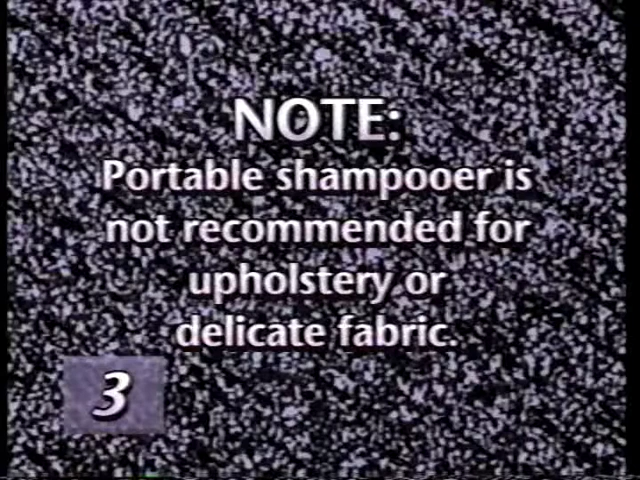 NOTE:
Portable shampooer is
not recommended for
upholstery or
delicate fabric.
3